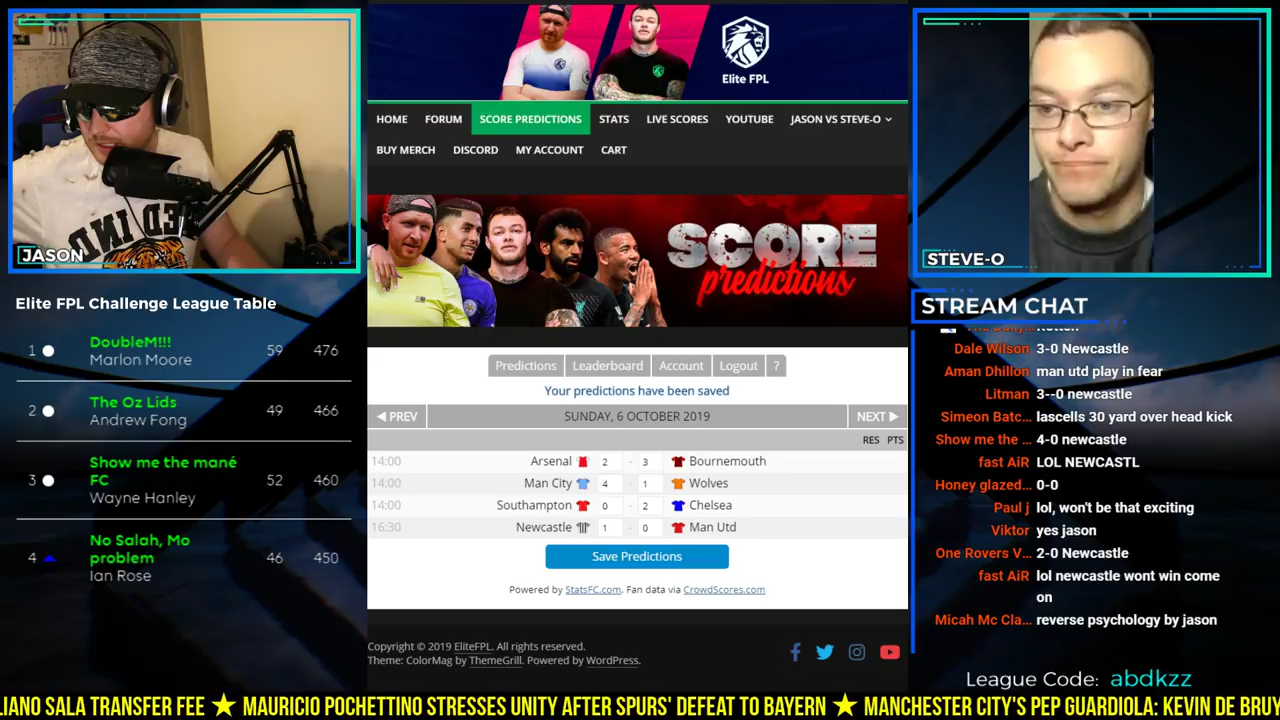 JASON
Elite FPL
HOME FORUM SCORE PREDICTIONS STATS LIVE SCORES YOUTUBE JASON VS STEVE-O
BUY MERCH DISCORD MY ACCOUNT CART
SCORE
predictions
STEVE-O
Elite FPL Challenge League Table
1 DoubleM!!! 59 476
Marlon Moore
2 The Oz Lids 49 466
Andrew Fong
3 Show me the mané FC 52 460
Wayne Hanley
4 No Salah, Mo problem 46 450
Ian Rose
Predictions Leaderboard Account Logout ?
Your predictions have been saved
◀ PREV SUNDAY, 6 OCTOBER 2019 NEXT ▶
RES PTS
14:00 Arsenal 2 - 3 Bournemouth
14:00 Man City 4 - 1 Wolves
14:00 Southampton 0 - 2 Chelsea
16:30 Newcastle 1 - 0 Man Utd
Save Predictions
Powered by StatsFC.com. Fan data via CrowdScores.com
Copyright © 2019 EliteFPL. All rights reserved.
Theme: ColorMag by ThemeGrill. Powered by WordPress.
STREAM CHAT
Dale Wilson 3-0 Newcastle
Aman Dhillon man utd play in fear
Litman 3--0 newcastle
Simeon Batc... lascells 30 yard over head kick
Show me the ... 4-0 newcastle
fast AiR LOL NEWCASTL
Honey glazed... 0-0
Paul j lol, won't be that exciting
Viktor yes jason
One Rovers V... 2-0 Newcastle
fast AiR lol newcastle wont win come
on
Micah Mc Cla... reverse psychology by jason
League Code: abdkzz
LIANO SALA TRANSFER FEE ★ MAURICIO POCHETTINO STRESSES UNITY AFTER SPURS' DEFEAT TO BAYERN ★ MANCHESTER CITY'S PEP GUARDIOLA: KEVIN DE BRUY